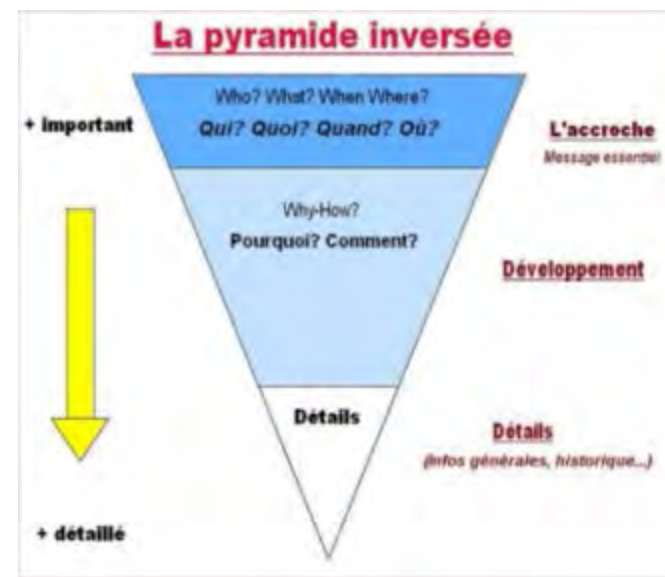 La pyramide inversée
Who? What? When Where?
+ important
Qui? Quoi? Quand? Où?
L'accroche
Message essentiel
Why-How?
Pourquoi? Comment?
Développement
Détails
Détails
(Infos générales, historique...)
+ détaillé